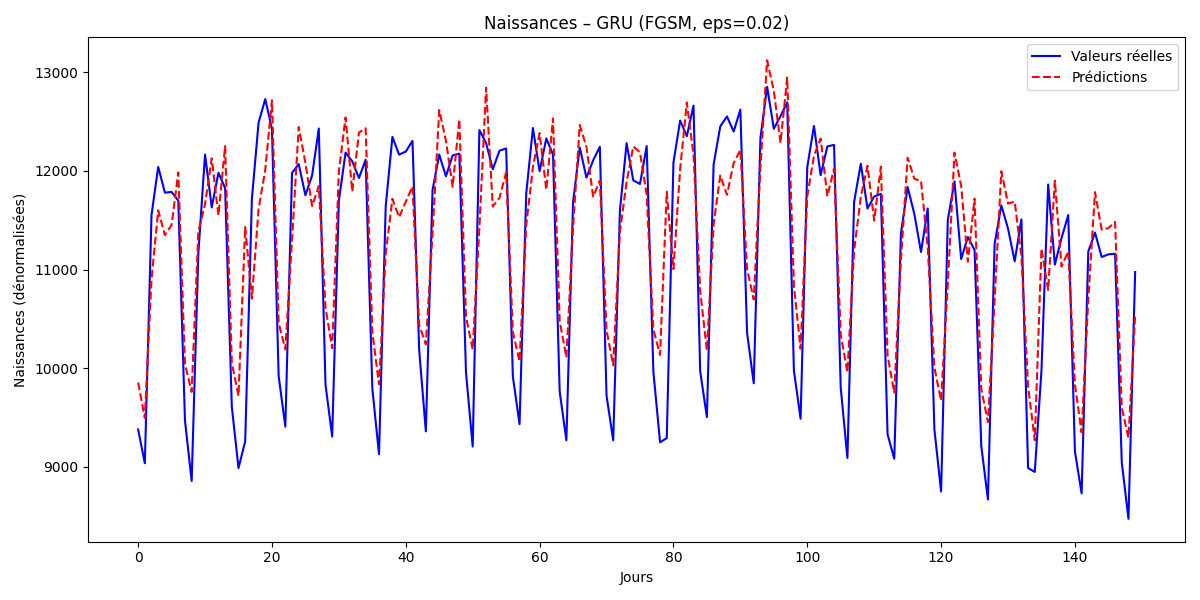 Naissances – GRU (FGSM, eps=0.02)
Valeurs réelles
Prédictions
13000
12000
11000
10000
9000
Naissances (dénormalisées)
0 20 40 60 80 100 120 140
Jours